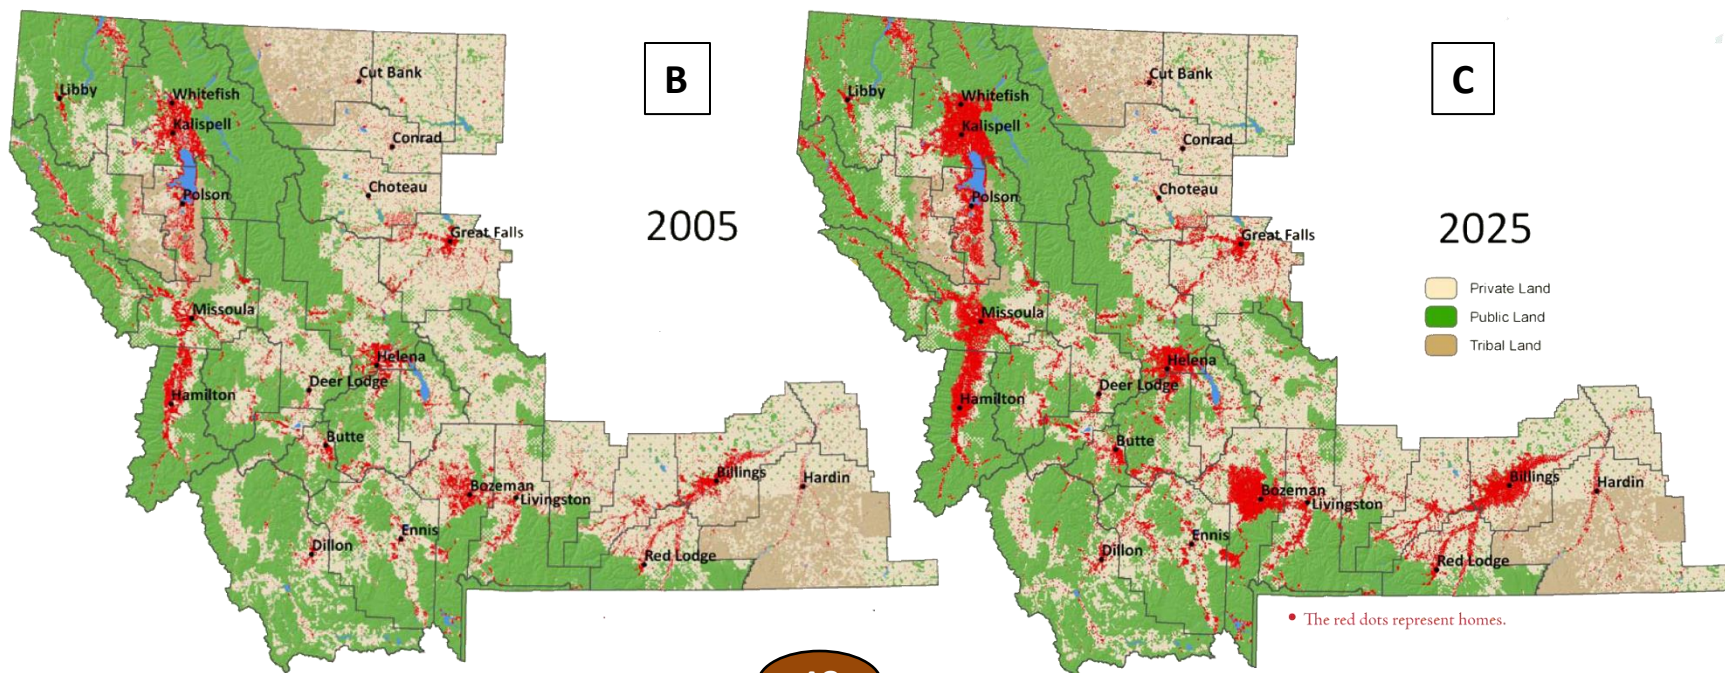 B
Cut Bank
Libby
Whitefish
Kalispell
Conrad
Choteau
Polson
2005
Great Falls
Missoula
Helena
Deer Lodge
Hamilton
Butte
Billings
Bozeman
Hardin
Livingston
Ennis
Dillon
Red Lodge
C
Cut Bank
Libby
Whitefish
Kalispell
Conrad
Choteau
Polson
2025
Great Falls
Private Land
Missoula
Public Land
Tribal Land
Helena
Deer Lodge
Hamilton
Butte
Billings
Hardin
Bozeman
Livingston
Ennis
Dillon
Red Lodge
The red dots represent homes.